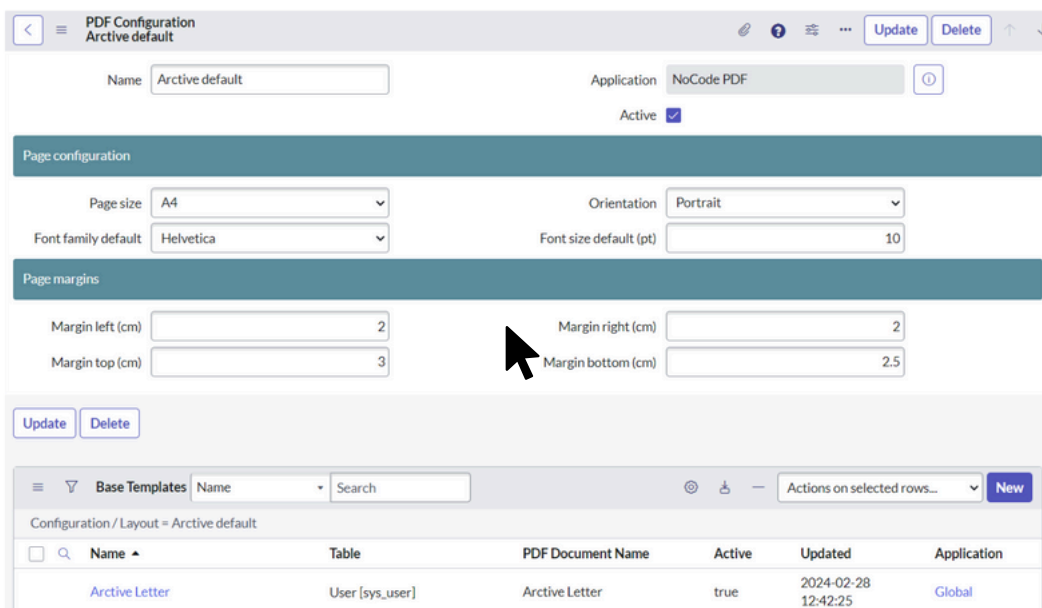 PDF Configuration
Arctive default
Update Delete
Name Arctive default
Application NoCode PDF
Active
Page configuration
Page size A4
Orientation Portrait
Font family default Helvetica
Font size default (pt) 10
Page margins
Margin left (cm) 2
Margin right (cm) 2
Margin top (cm) 3
Margin bottom (cm) 2.5
Update Delete
Base Templates Name Search Actions on selected rows... New
Configuration / Layout = Arctive default
Name Table PDF Document Name Active Updated Application
Arctive Letter User [sys_user] Arctive Letter true 2024-02-28 12:42:25 Global